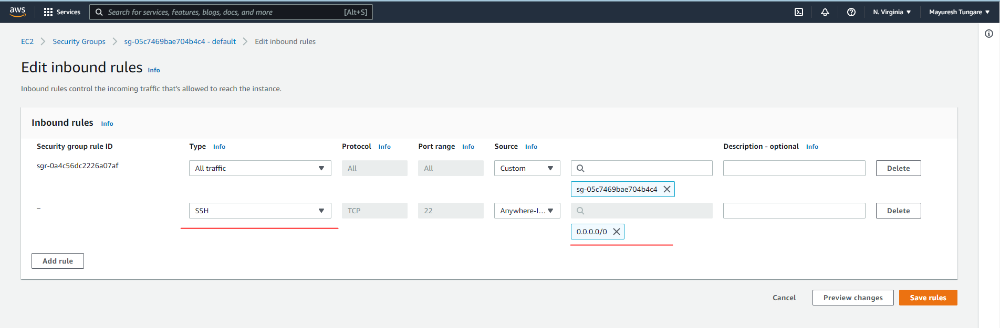 aws Services Search for services, features, blogs, docs, and more [Alt+S] N. Virginia Mayuresh Tungare
EC2 Security Groups sg-05c7469bae704b4c4 - default Edit inbound rules
Edit inbound rules Info
Inbound rules control the incoming traffic that's allowed to reach the instance.
Inbound rules Info
Security group rule ID Type Info Protocol Info Port range Info Source Info Description - optional Info
sgr-0a4c56dc2226a07af All traffic All All Custom Delete
sg-05c7469bae704b4c4
– SSH TCP 22 Anywhere-I... Delete
0.0.0.0/0
Add rule
Cancel Preview changes Save rules